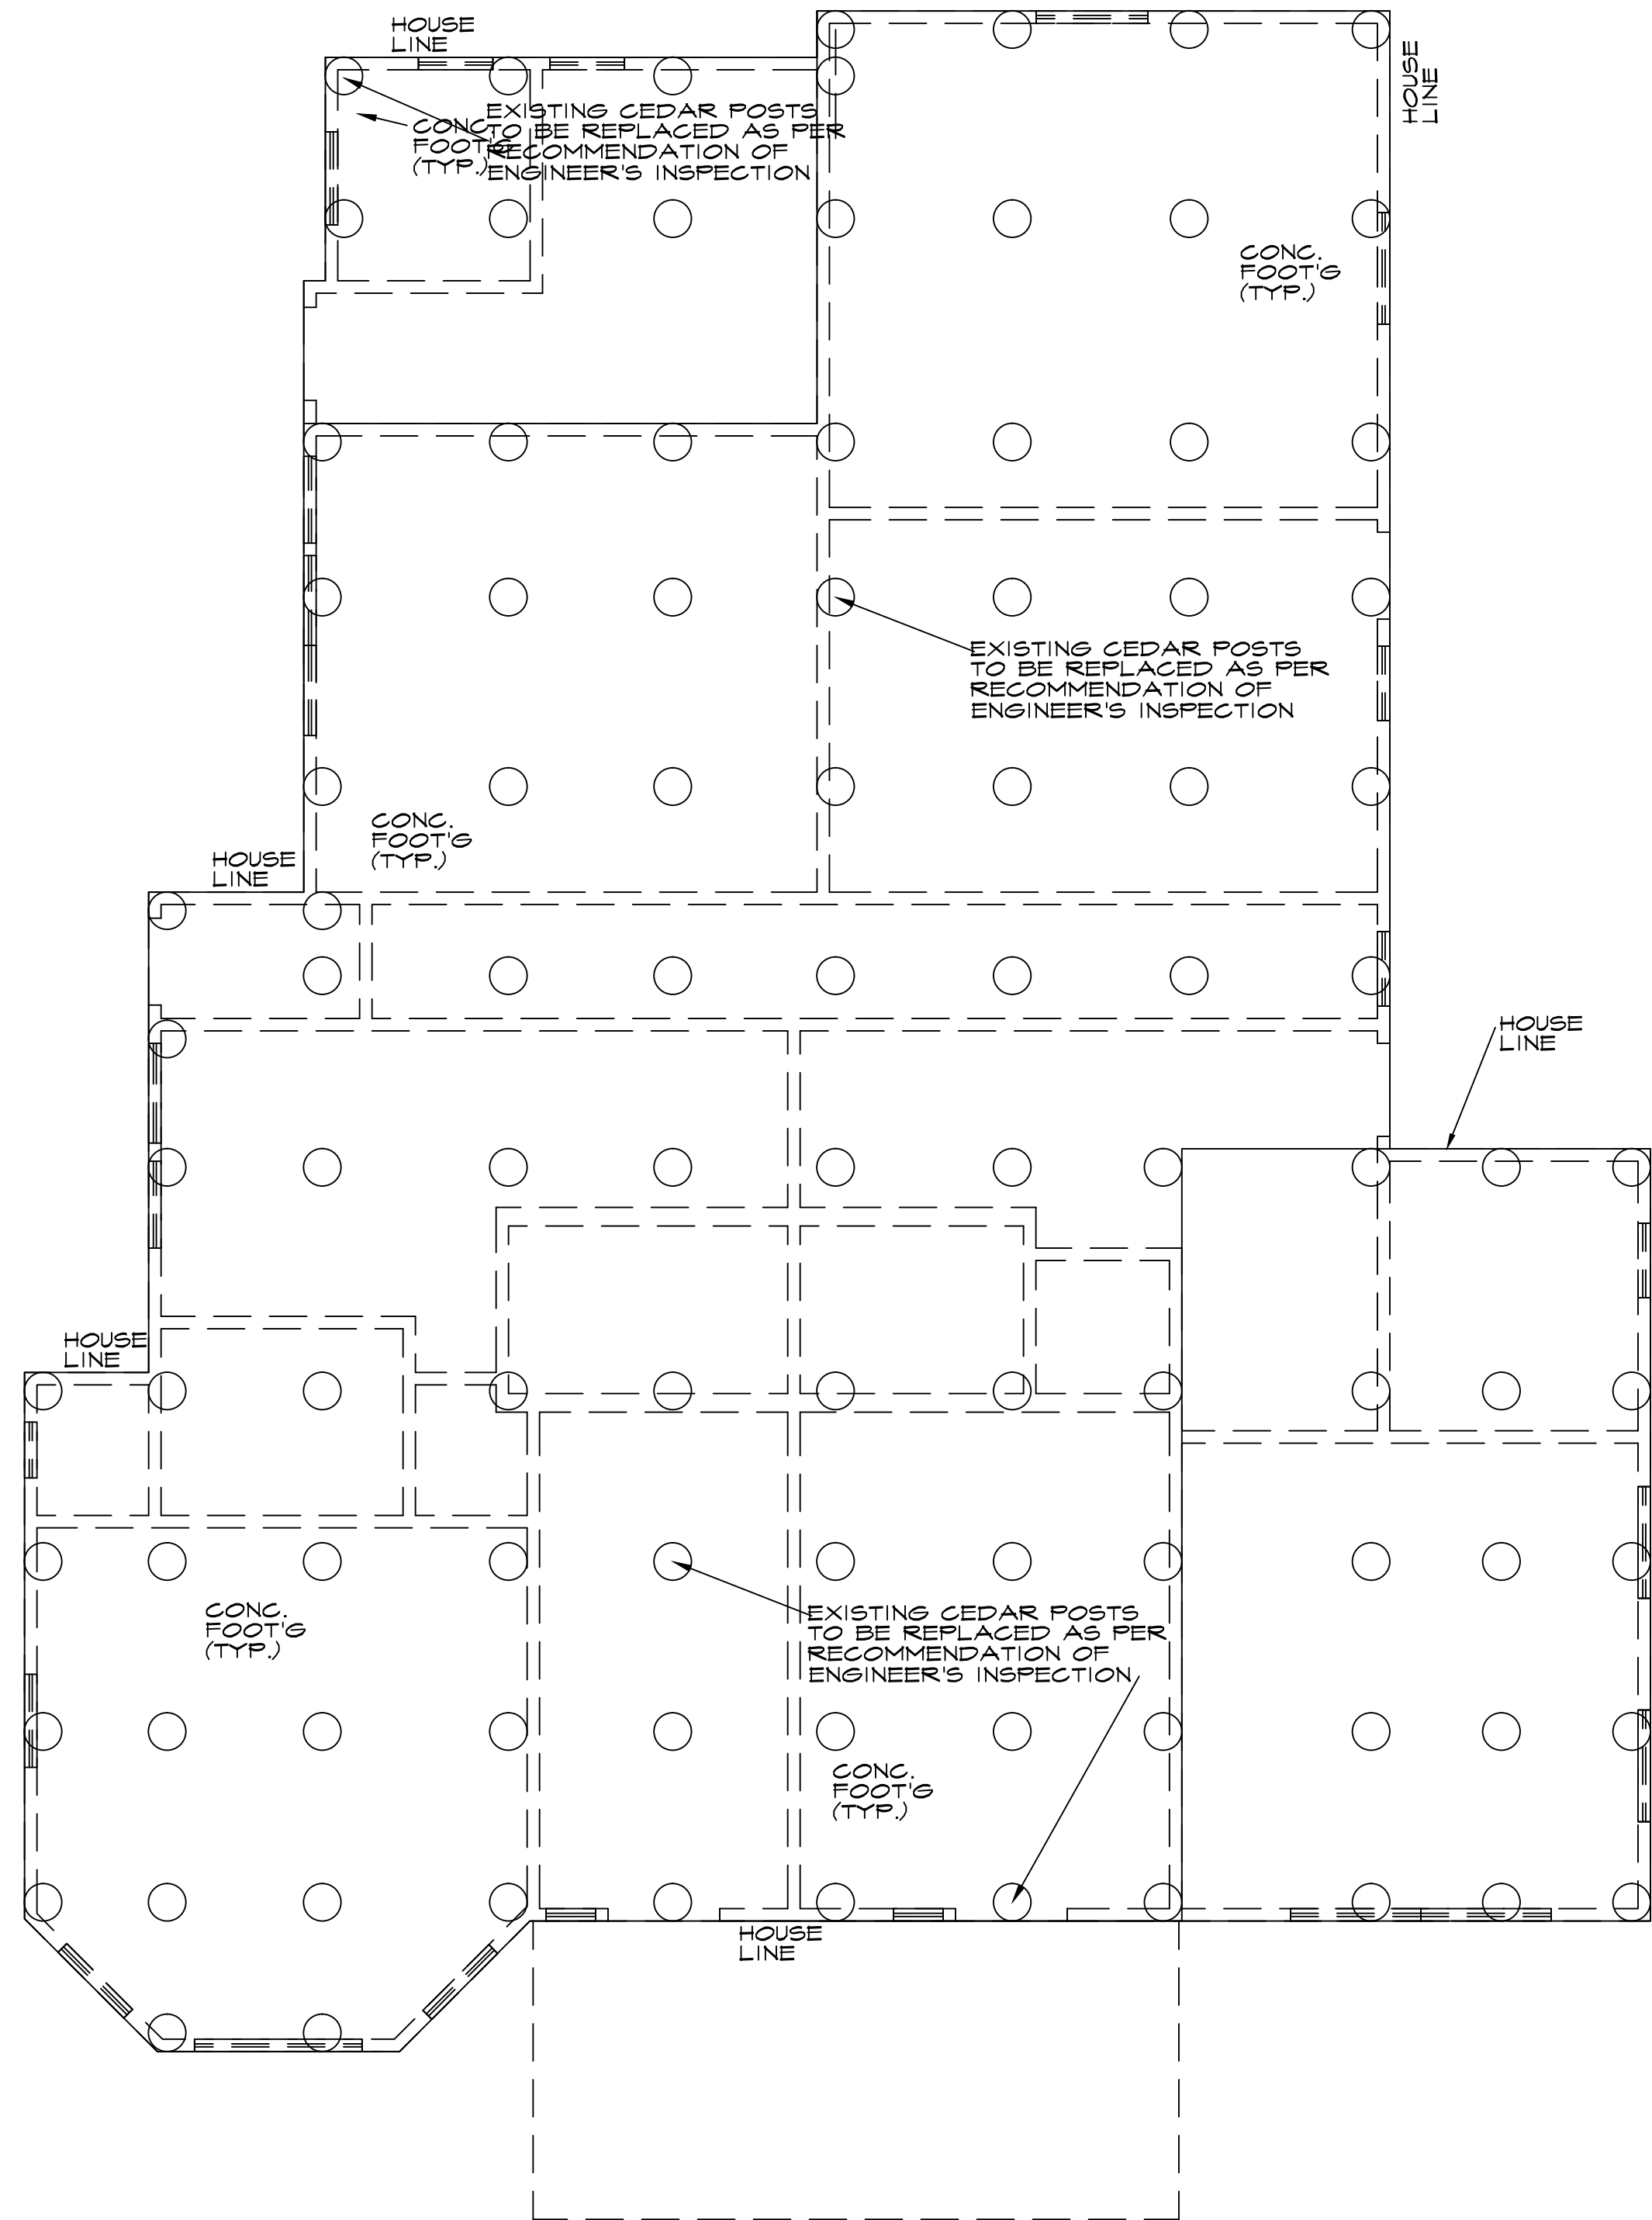 HOUSE
LINE
HOUSE
LINE
EXISTING CEDAR POSTS
TO BE REPLACED AS PER
RECOMMENDATION OF
ENGINEER'S INSPECTION
CONC.
FOOT'G
(TYP.)
CONC.
FOOT'G
(TYP.)
EXISTING CEDAR POSTS
TO BE REPLACED AS PER
RECOMMENDATION OF
ENGINEER'S INSPECTION
CONC.
FOOT'G
(TYP.)
HOUSE
LINE
HOUSE
LINE
HOUSE
LINE
CONC.
FOOT'G
(TYP.)
EXISTING CEDAR POSTS
TO BE REPLACED AS PER
RECOMMENDATION OF
ENGINEER'S INSPECTION
CONC.
FOOT'G
(TYP.)
HOUSE
LINE